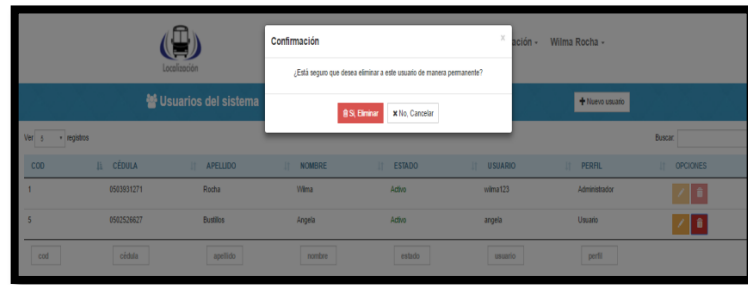 Localización
Confirmación
×
ación
Wilma Rocha
¿Está seguro que desea eliminar a este usuario de manera permanente?
Si, Eliminar
No, Cancelar
Usuarios del sistema
Nuevo usuario
Ver 5 registros
Buscar:
COD CÉDULA APELLIDO NOMBRE ESTADO USUARIO PERFIL OPCIONES
1 0503931271 Rocha Wilma Activo wilma123 Administrador
5 0502526627 Bustillos Angela Activo angela Usuario
cod cédula apellido nombre estado usuario perfil